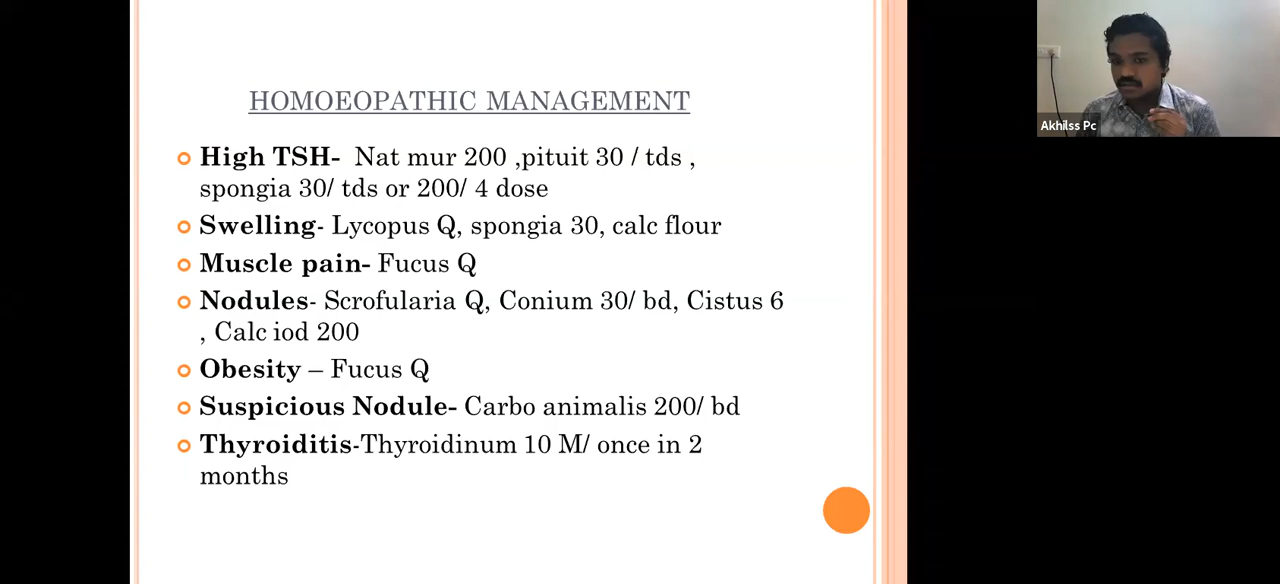 HOMOEOPATHIC MANAGEMENT
High TSH- Nat mur 200 ,pituit 30 / tds ,
spongia 30/ tds or 200/ 4 dose
Swelling- Lycopus Q, spongia 30, calc flour
Muscle pain- Fucus Q
Nodules- Scrofularia Q, Conium 30/ bd, Cistus 6
, Calc iod 200
Obesity – Fucus Q
Suspicious Nodule- Carbo animalis 200/ bd
Thyroiditis-Thyroidinum 10 M/ once in 2
months
Akhilss Pc